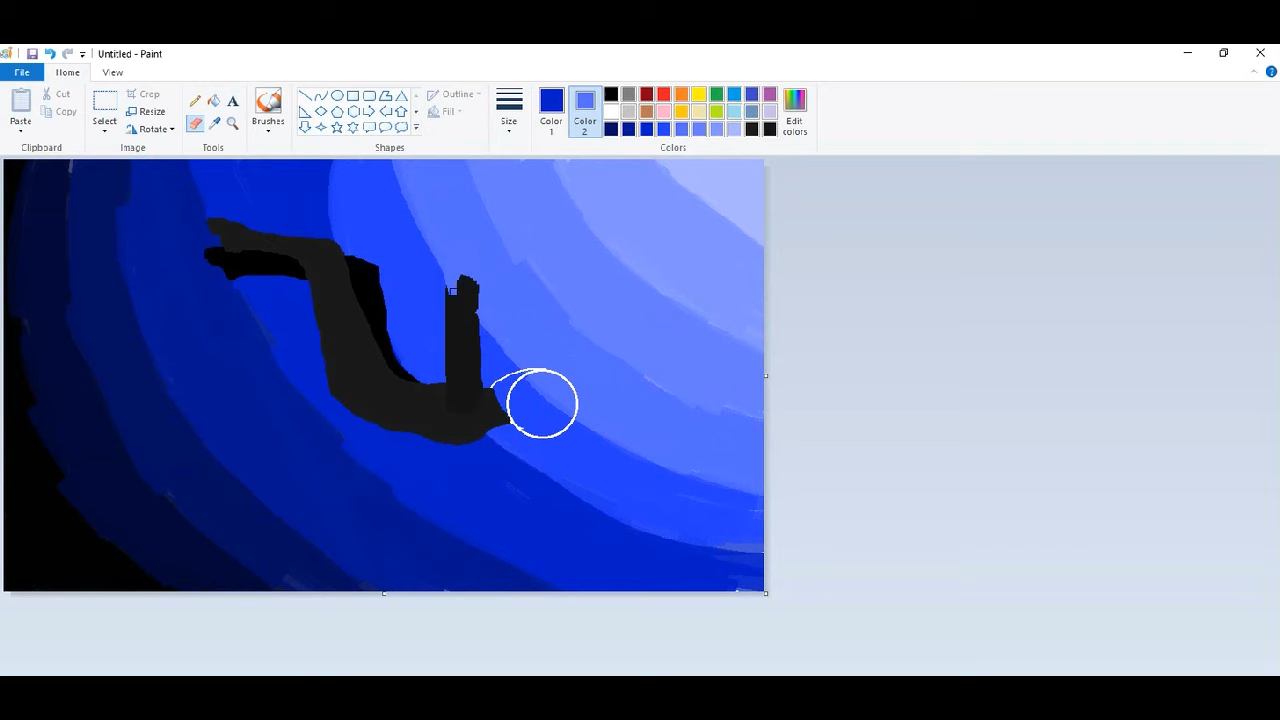 Untitled - Paint
File Home View
Paste
Cut
Copy
Clipboard
Select
Crop
Resize
Rotate
Image
A
Tools
Brushes
Outline
Fill
Shapes
Size
Color 1
Color 2
Edit colors
Colors